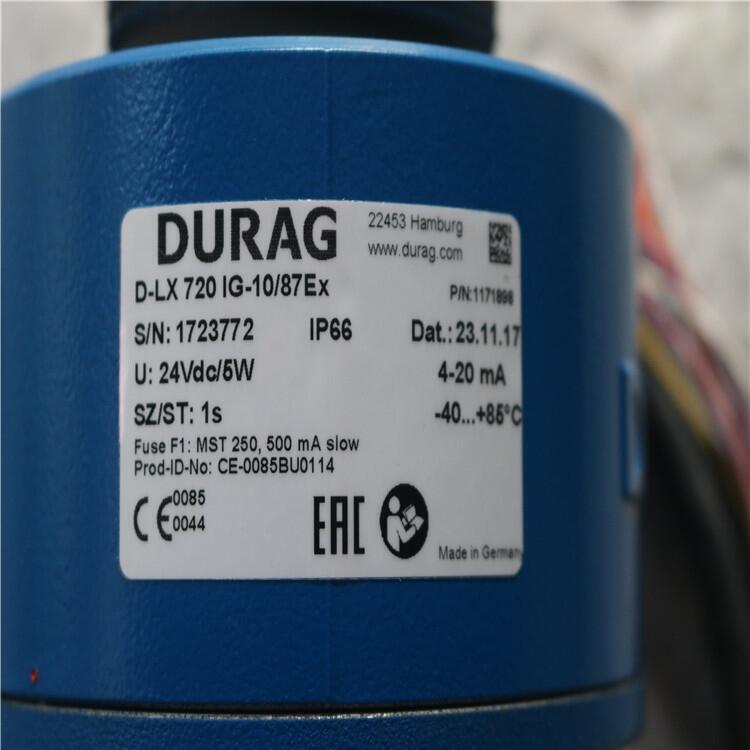 DURAG
22453 Hamburg
www.durag.com
D-LX 720 IG-10/87Ex
P/N:1171898
S/N: 1723772 IP66 Dat.: 23.11.17
U: 24Vdc/5W 4-20 mA
SZ/ST: 1s -40...+85°C
Fuse F1: MST 250, 500 mA slow
Prod-ID-No: CE-0085BU0114
CE 0085
0044
EAC
Made in Germany